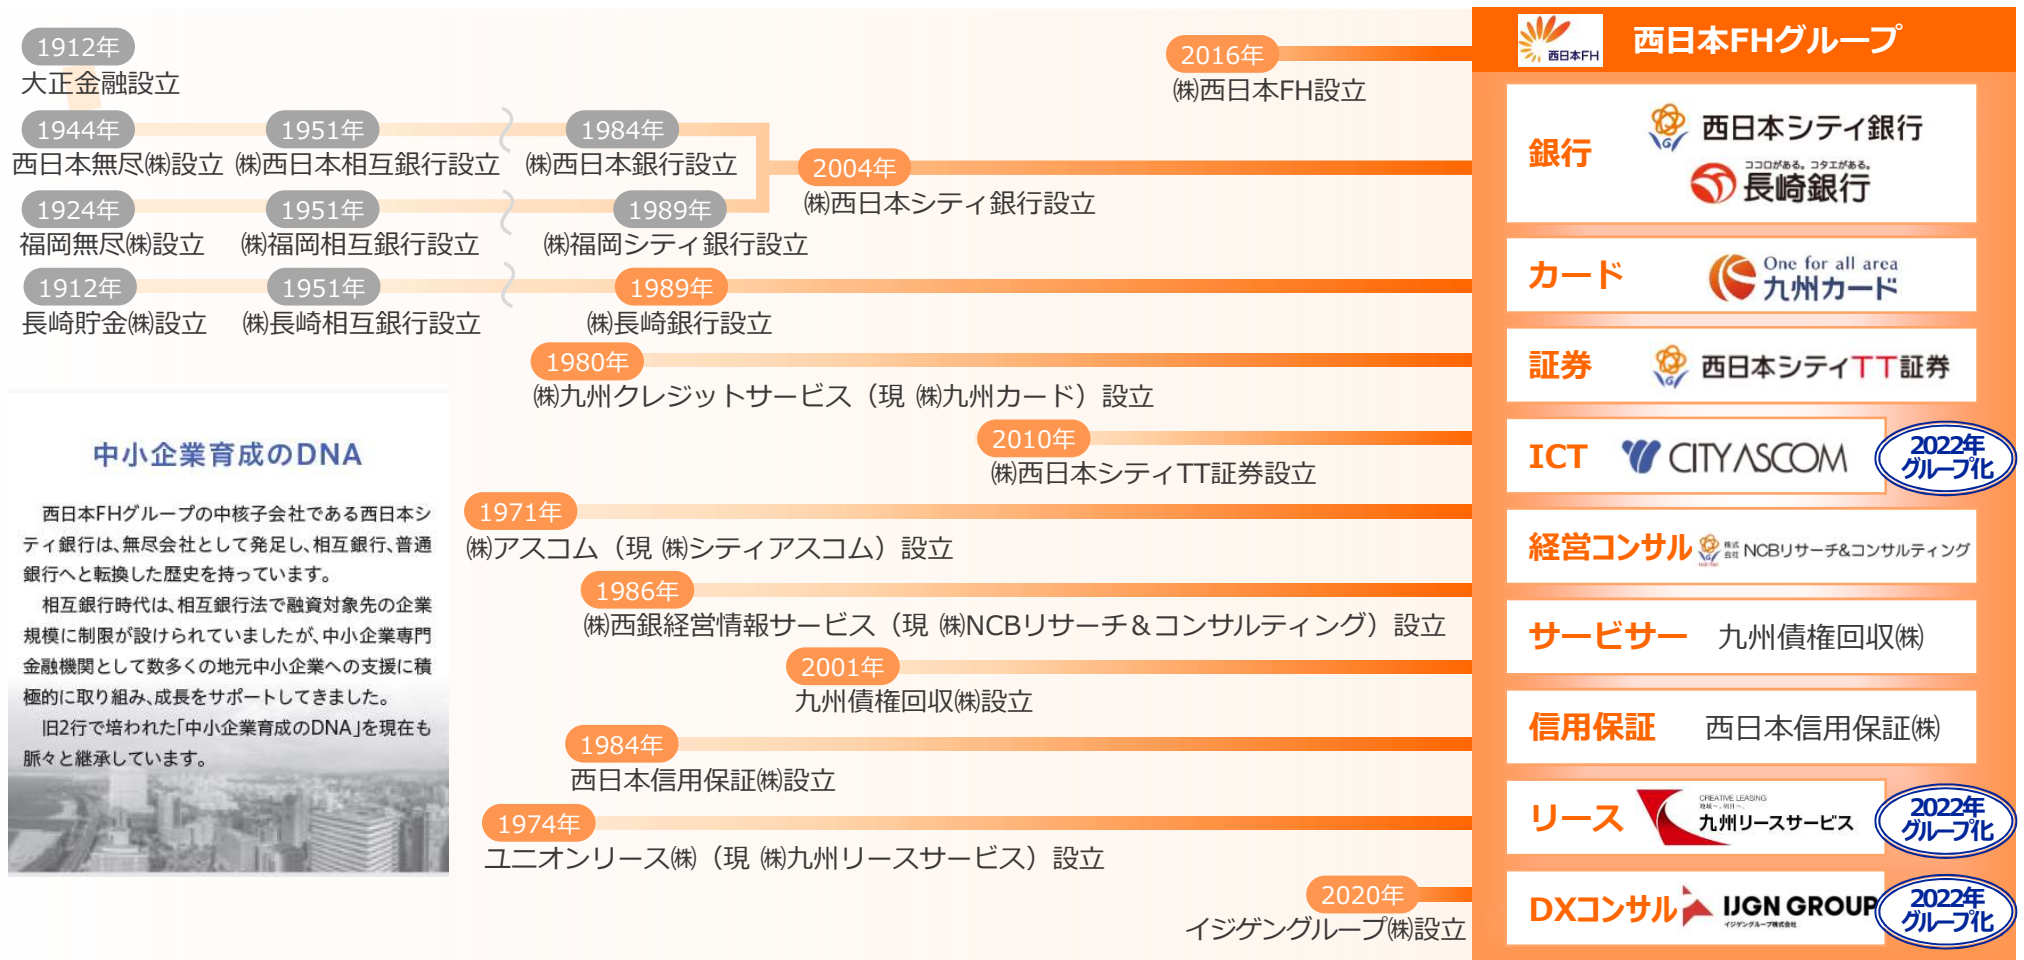 1912年
大正金融設立
1944年
西日本無尽㈱設立
1951年
㈱西日本相互銀行設立
1984年
㈱西日本銀行設立
1924年
福岡無尽㈱設立
1951年
㈱福岡相互銀行設立
1989年
㈱福岡シティ銀行設立
2004年
㈱西日本シティ銀行設立
2016年
㈱西日本FH設立
1912年
長崎貯金㈱設立
1951年
㈱長崎相互銀行設立
1989年
㈱長崎銀行設立
1980年
㈱九州クレジットサービス（現 ㈱九州カード）設立
2010年
㈱西日本シティTT証券設立
1971年
㈱アスコム（現 ㈱シティアスコム）設立
1986年
㈱西銀経営情報サービス（現 ㈱NCBリサーチ＆コンサルティング）設立
2001年
九州債権回収㈱設立
1984年
西日本信用保証㈱設立
1974年
ユニオンリース㈱（現 ㈱九州リースサービス）設立
2020年
イジゲングループ㈱設立
中小企業育成のDNA
西日本FHグループの中核子会社である西日本シ
ティ銀行は、無尽会社として発足し、相互銀行、普通
銀行へと転換した歴史を持っています。
相互銀行時代は、相互銀行法で融資対象先の企業
規模に制限が設けられていましたが、中小企業専門
金融機関として数多くの地元中小企業への支援に積
極的に取り組み、成長をサポートしてきました。
旧2行で培われた「中小企業育成のDNA」を現在も
脈々と継承しています。
西日本FH
西日本FHグループ
銀行
西日本シティ銀行
ココロがある。コタエがある。
長崎銀行
カード
One for all area
九州カード
証券
西日本シティTT証券
ICT
CITYASCOM
2022年
グループ化
経営コンサル
株式会社 NCBリサーチ&コンサルティング
サービサー
九州債権回収㈱
信用保証
西日本信用保証㈱
リース
CREATIVE LEASING
地域へ、明日へ。
九州リースサービス
2022年
グループ化
DXコンサル
IJGN GROUP
イジゲングループ株式会社
2022年
グループ化